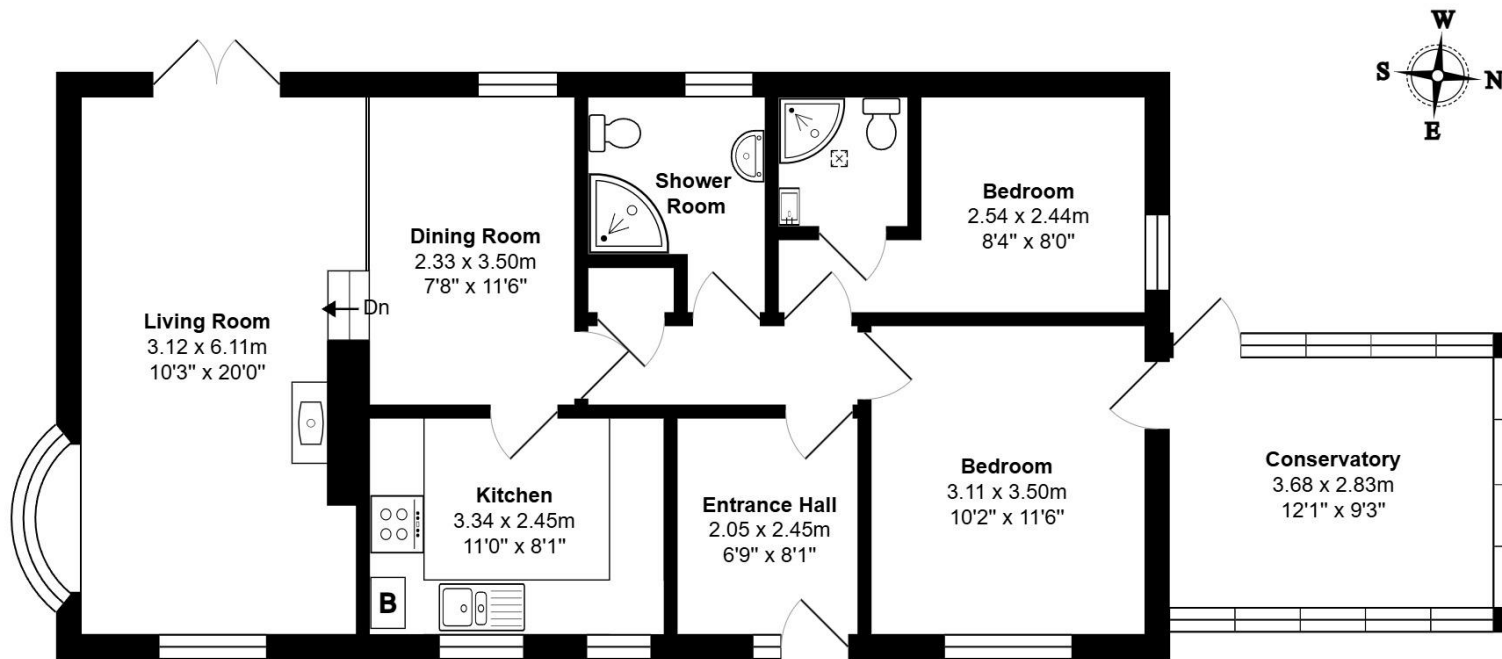 W
S
N
E
Living Room
3.12 x 6.11m
10'3" x 20'0"
Dn
Dining Room
2.33 x 3.50m
7'8" x 11'6"
Shower
Room
Bedroom
2.54 x 2.44m
8'4" x 8'0"
Kitchen
3.34 x 2.45m
11'0" x 8'1"
B
Entrance Hall
2.05 x 2.45m
6'9" x 8'1"
Bedroom
3.11 x 3.50m
10'2" x 11'6"
Conservatory
3.68 x 2.83m
12'1" x 9'3"